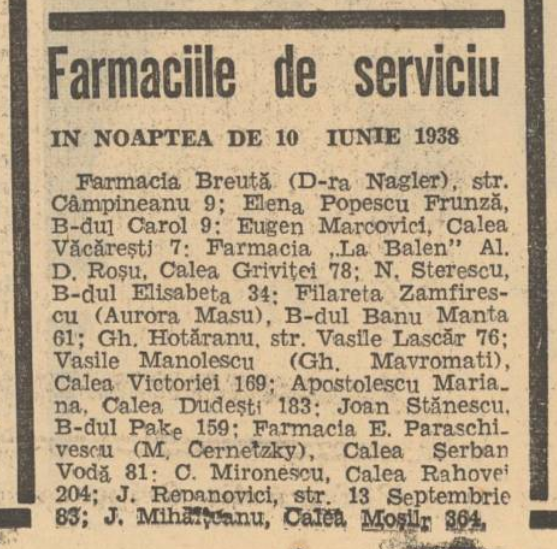 Farmaciile de serviciu
IN NOAPTEA DE 10 IUNIE 1938
Farmacia Breută (D-ra Nagler), str.
Câmpineanu 9; Elena Popescu Frunză,
B-dul Carol 9; Eugen Marcovici, Calea
Văcărești 7; Farmacia „La Balen" Al.
D. Roșu, Calea Griviței 78; N. Sterescu,
B-dul Elisabeta 34; Filareta Zamfires-
cu (Aurora Masu), B-dul Banu Manta
61; Gh. Hotăranu, str. Vasile Lascăr 76;
Vasile Manolescu (Gh. Mavromati),
Calea Victoriei 169; Apostolescu Maria-
na, Calea Dudești 183; Joan Stănescu,
B-dul Pake 159; Farmacia E. Paraschi-
vescu (M. Cernetzky), Calea Șerban
Vodă 81; C. Mironescu, Calea Rahovei
204; J. Repanovici, str. 13 Septembrie
83; J. Mihăițeanu, Calea Moșilr 364.